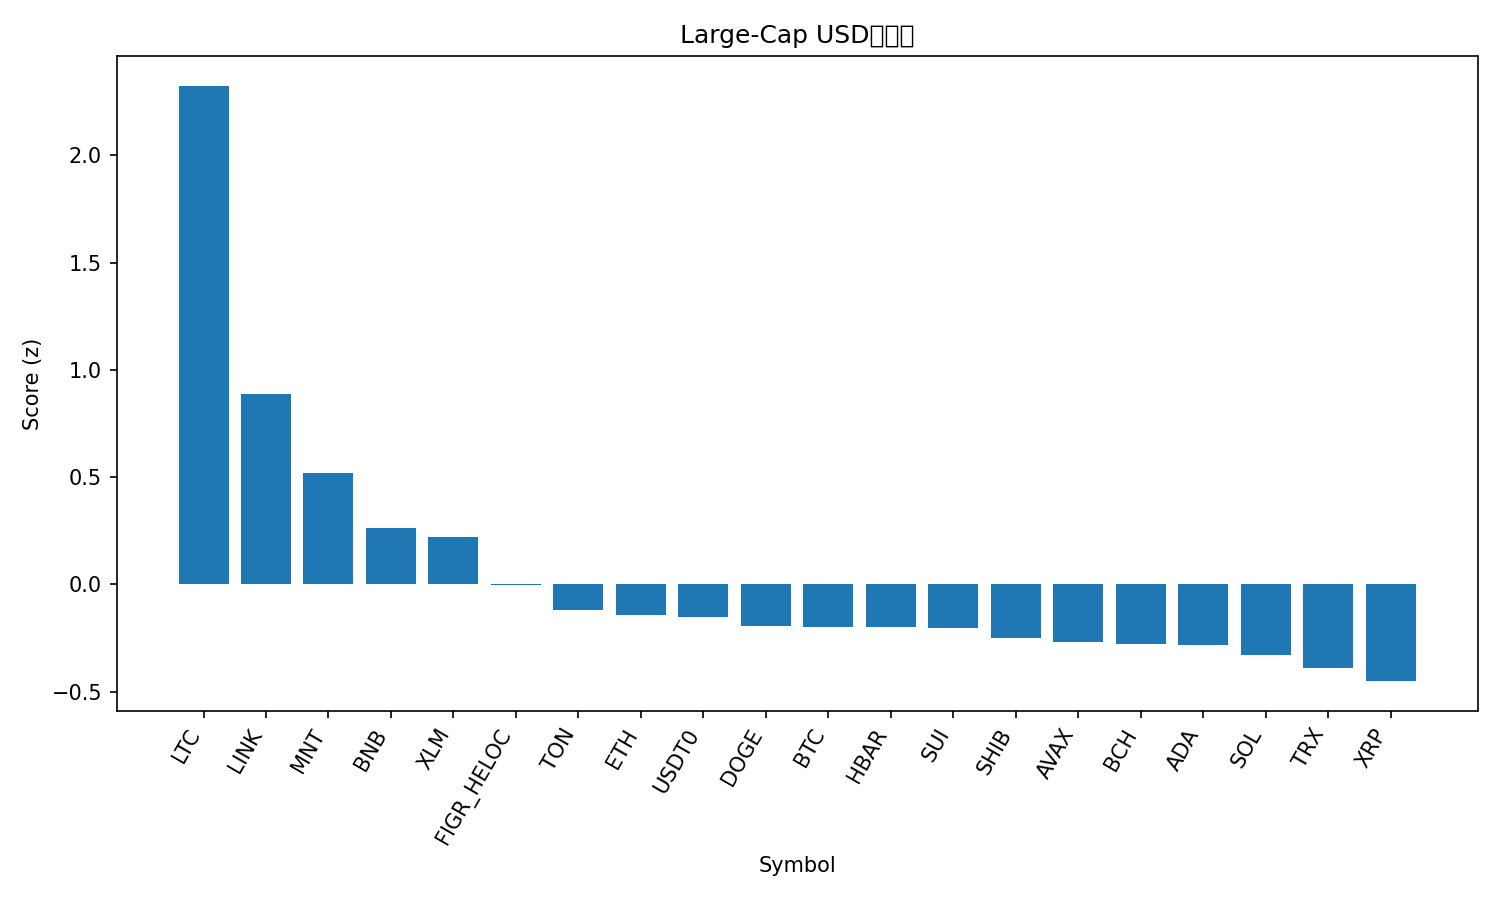 Large-Cap USD
Score (z)
2.0
1.5
1.0
0.5
0.0
−0.5
LTC
LINK
MNT
BNB
XLM
FIGR_HELOC
TON
ETH
USDT0
DOGE
BTC
HBAR
SUI
SHIB
AVAX
BCH
ADA
SOL
TRX
XRP
Symbol